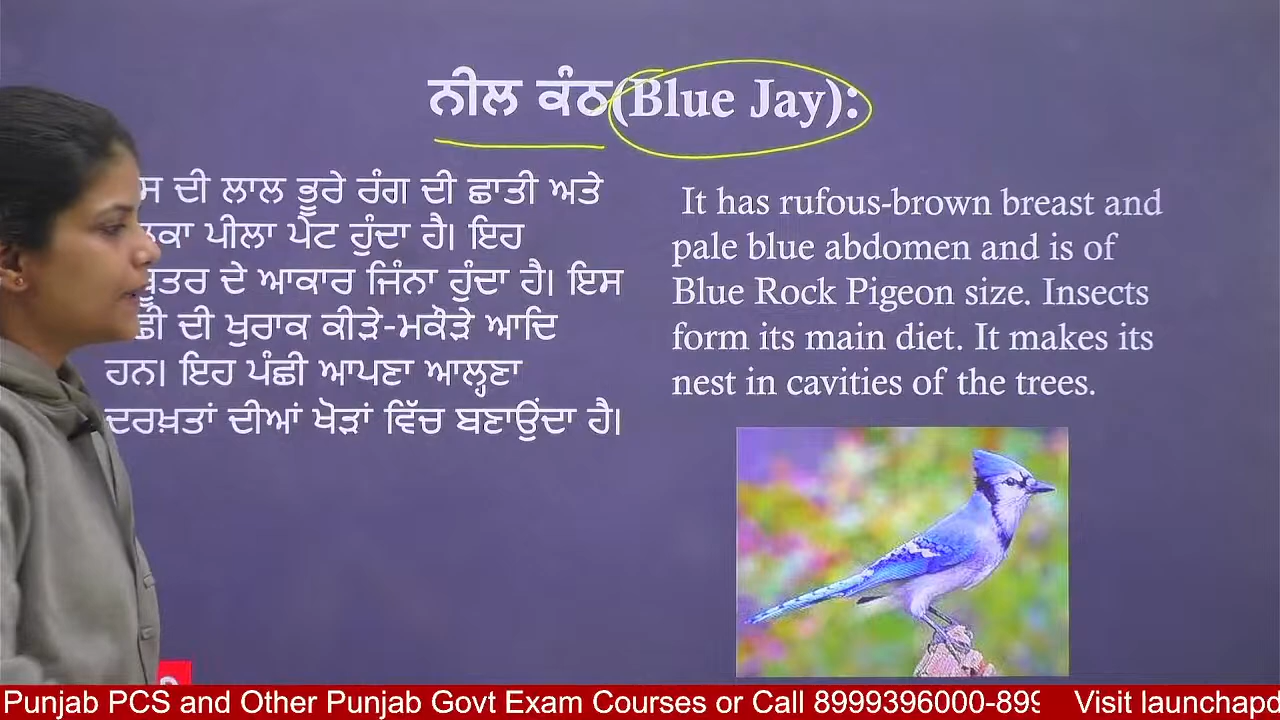 ਨੀਲ ਕੰਠ(Blue Jay):
ਦੀ ਲਾਲ ਭੂਰੇ ਰੰਗ ਦੀ ਛਾਤੀ ਅਤੇ
ਪੀਲਾ ਪੇਟ ਹੁੰਦਾ ਹੈ। ਇਹ
ਦੇ ਆਕਾਰ ਜਿੰਨਾ ਹੁੰਦਾ ਹੈ। ਇਸ
ਦੀ ਖੁਰਾਕ ਕੀੜੇ-ਮਕੋੜੇ ਆਦਿ
ਹਨ। ਇਹ ਪੰਛੀ ਆਪਣਾ ਆਲ੍ਹਣਾ
ਦਰਖ਼ਤਾਂ ਦੀਆਂ ਖੋੜਾਂ ਵਿੱਚ ਬਣਾਉਂਦਾ ਹੈ।
It has rufous-brown breast and
pale blue abdomen and is of
Blue Rock Pigeon size. Insects
form its main diet. It makes its
nest in cavities of the trees.
Punjab PCS and Other Punjab Govt Exam Courses or Call 8999396000-899 Visit launchapd